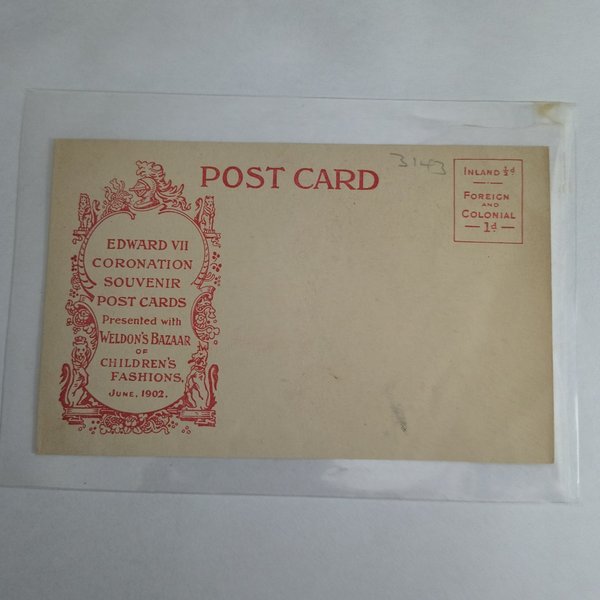 POST CARD
3143
INLAND ½d
FOREIGN
AND
COLONIAL
1d
EDWARD VII
CORONATION
SOUVENIR
POST CARDS
Presented with
WELDON'S BAZAAR
OF
CHILDREN'S
FASHIONS,
JUNE, 1902.